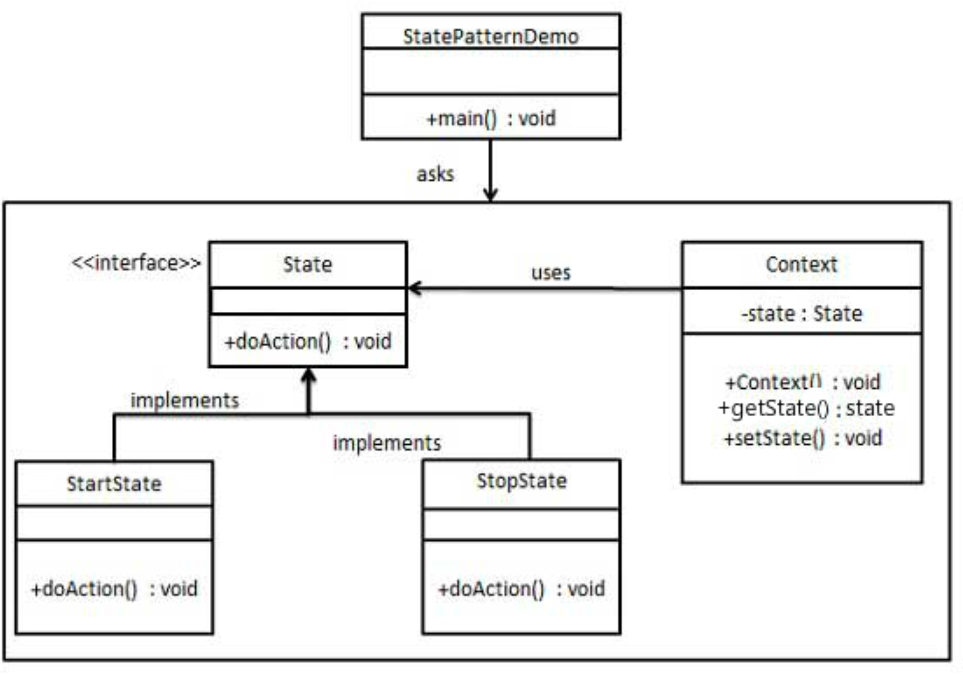 StatePatternDemo
+main() : void
asks
<<interface>>
State
+doAction() : void
uses
Context
-state : State
+Context() : void
+getState() : state
+setState() : void
implements
implements
StartState
+doAction() : void
StopState
+doAction() : void